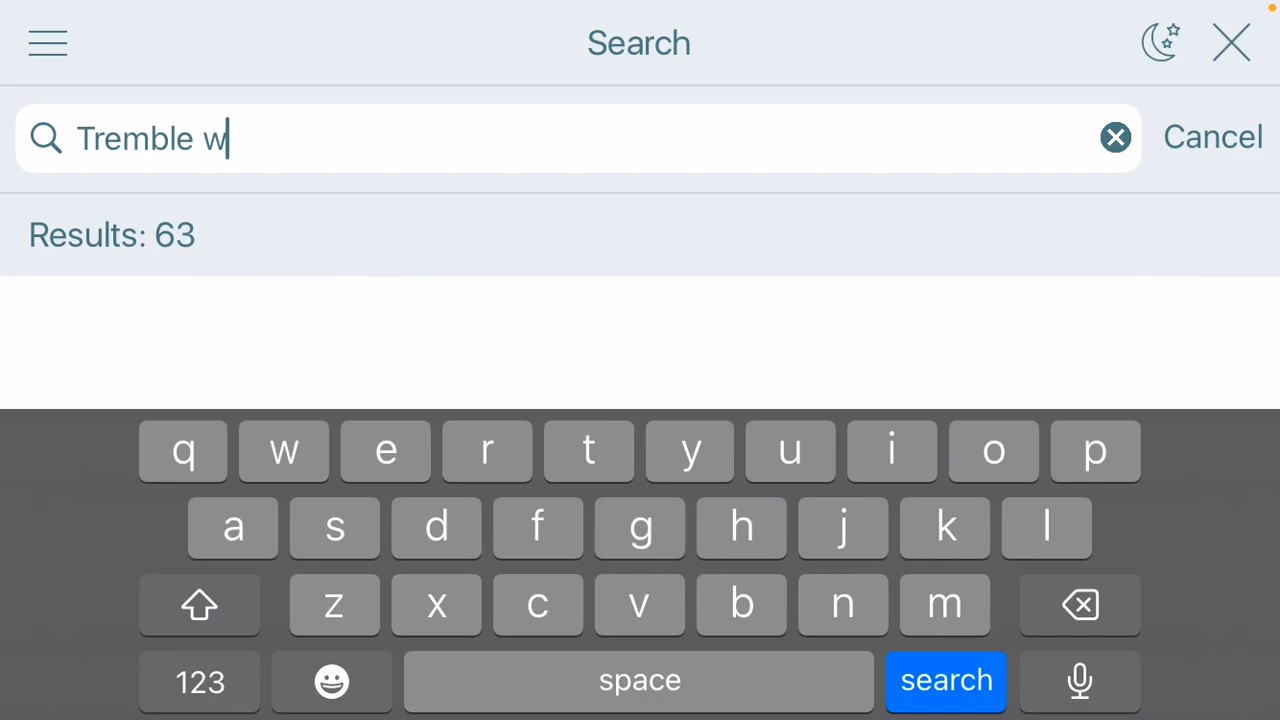 Search
Tremble w
Cancel
Results: 63
q w e r t y u i o p
a s d f g h j k l
z x c v b n m
123 space search